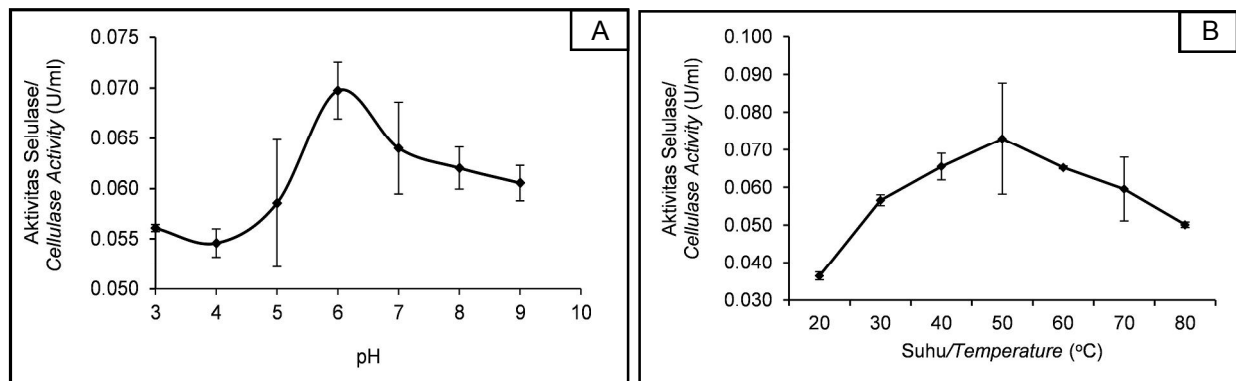 A
Aktivitas Selulase/
Cellulase Activity (U/ml)
0.075
0.070
0.065
0.060
0.055
0.050
3 4 5 6 7 8 9 10
pH
B
Aktivitas Selulase/
Cellulase Activity (U/ml)
0.100
0.090
0.080
0.070
0.060
0.050
0.040
0.030
20 30 40 50 60 70 80
Suhu/Temperature (°C)